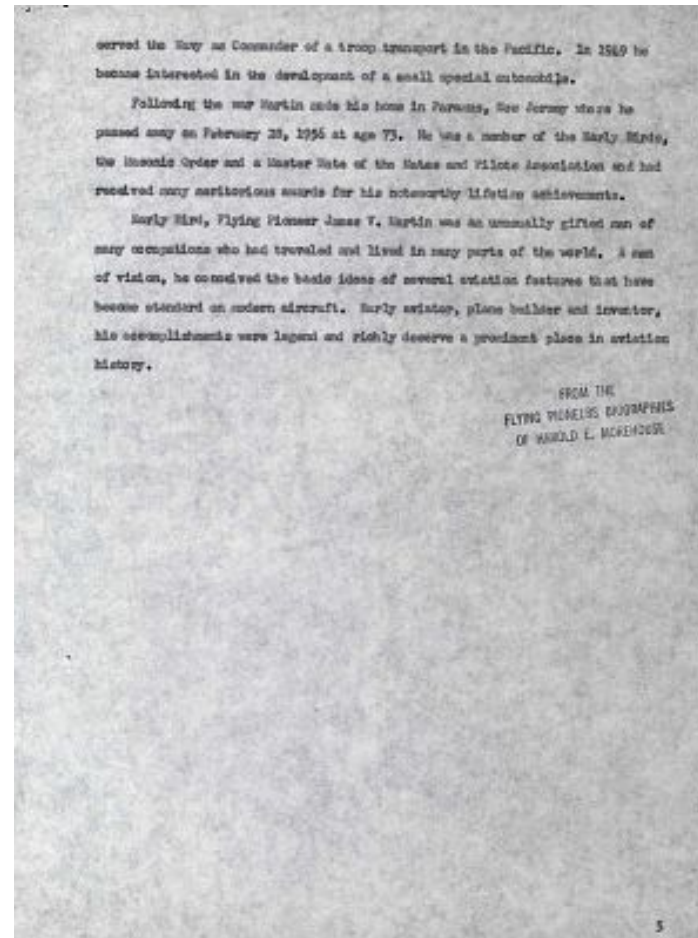 served the Navy as Commander of a troop transport in the Pacific. In 1949 he
became interested in the development of a small special automobile.
Following the war Martin made his home in Paramus, New Jersey where he
passed away on February 28, 1956 at age 73. He was a member of the Early Birds,
the Masonic Order and a Master Mate of the Mates and Pilots Association and had
received many meritorious awards for his noteworthy lifetime achievements.
Early Bird, Flying Pioneer James V. Martin was an unusually gifted man of
many occupations who had traveled and lived in many parts of the world. A man
of vision, he conceived the basic ideas of several aviation features that have
become standard on modern aircraft. Early aviator, plane builder and inventor,
his accomplishments were legend and richly deserve a prominent place in aviation
history.
FROM THE
FLYING PIONEERS BIOGRAPHIES
OF HAROLD E. MOREHOUSE
5